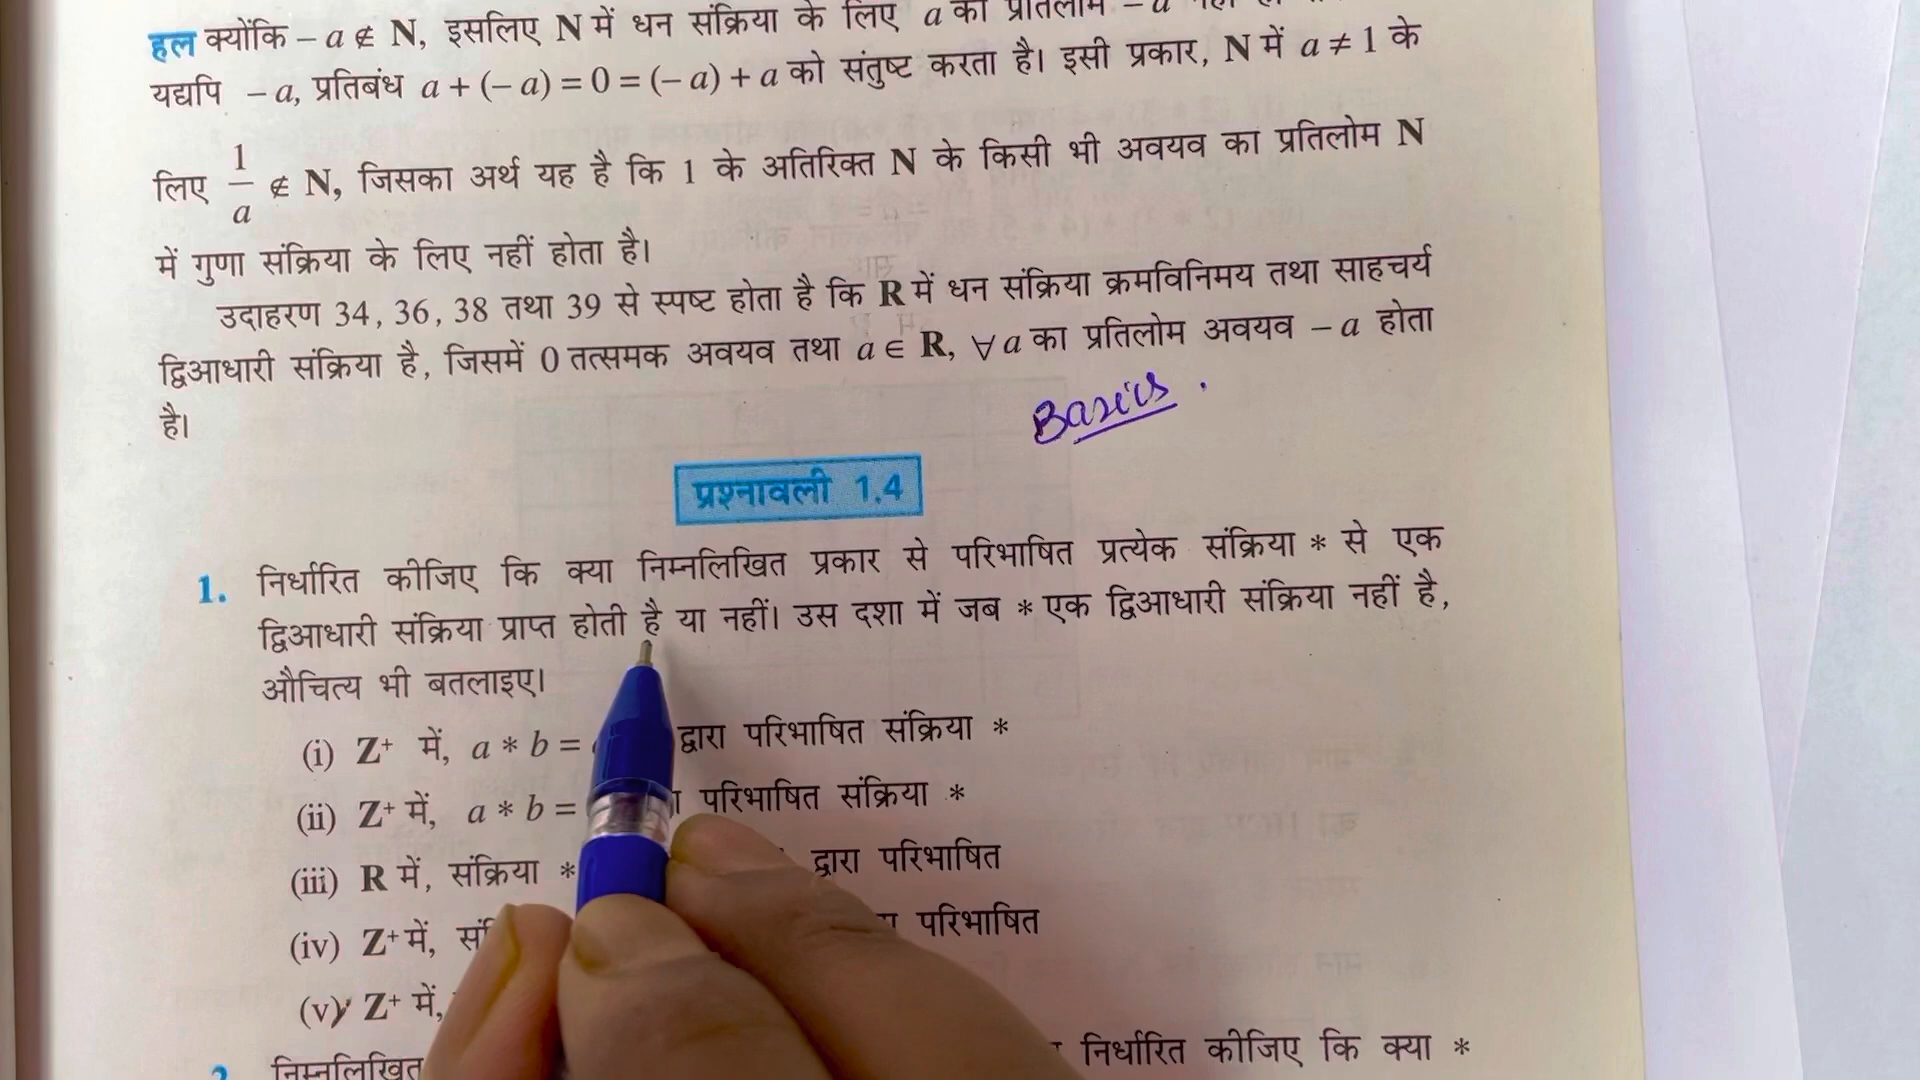 हल क्योंकि – a ∉ N, इसलिए N में धन संक्रिया के लिए a का प्रतिलोम – a
यद्यपि – a, प्रतिबंध a + (– a) = 0 = (– a) + a को संतुष्ट करता है। इसी प्रकार, N में a ≠ 1 के
लिए 1/a ∉ N, जिसका अर्थ यह है कि 1 के अतिरिक्त N के किसी भी अवयव का प्रतिलोम N
में गुणा संक्रिया के लिए नहीं होता है।
उदाहरण 34, 36, 38 तथा 39 से स्पष्ट होता है कि R में धन संक्रिया क्रमविनिमय तथा साहचर्य
द्विआधारी संक्रिया है, जिसमें 0 तत्समक अवयव तथा a ∈ R, ∀ a का प्रतिलोम अवयव – a होता
है।
Basics .
प्रश्नावली 1.4
1. निर्धारित कीजिए कि क्या निम्नलिखित प्रकार से परिभाषित प्रत्येक संक्रिया * से एक
द्विआधारी संक्रिया प्राप्त होती है या नहीं। उस दशा में जब * एक द्विआधारी संक्रिया नहीं है,
औचित्य भी बतलाइए।
(i) Z⁺ में, a * b = द्वारा परिभाषित संक्रिया *
(ii) Z⁺ में, a * b = परिभाषित संक्रिया *
(iii) R में, संक्रिया * द्वारा परिभाषित
(iv) Z⁺ में, परिभाषित
(v) Z⁺ में,
2. निम्नलिखित निर्धारित कीजिए कि क्या *